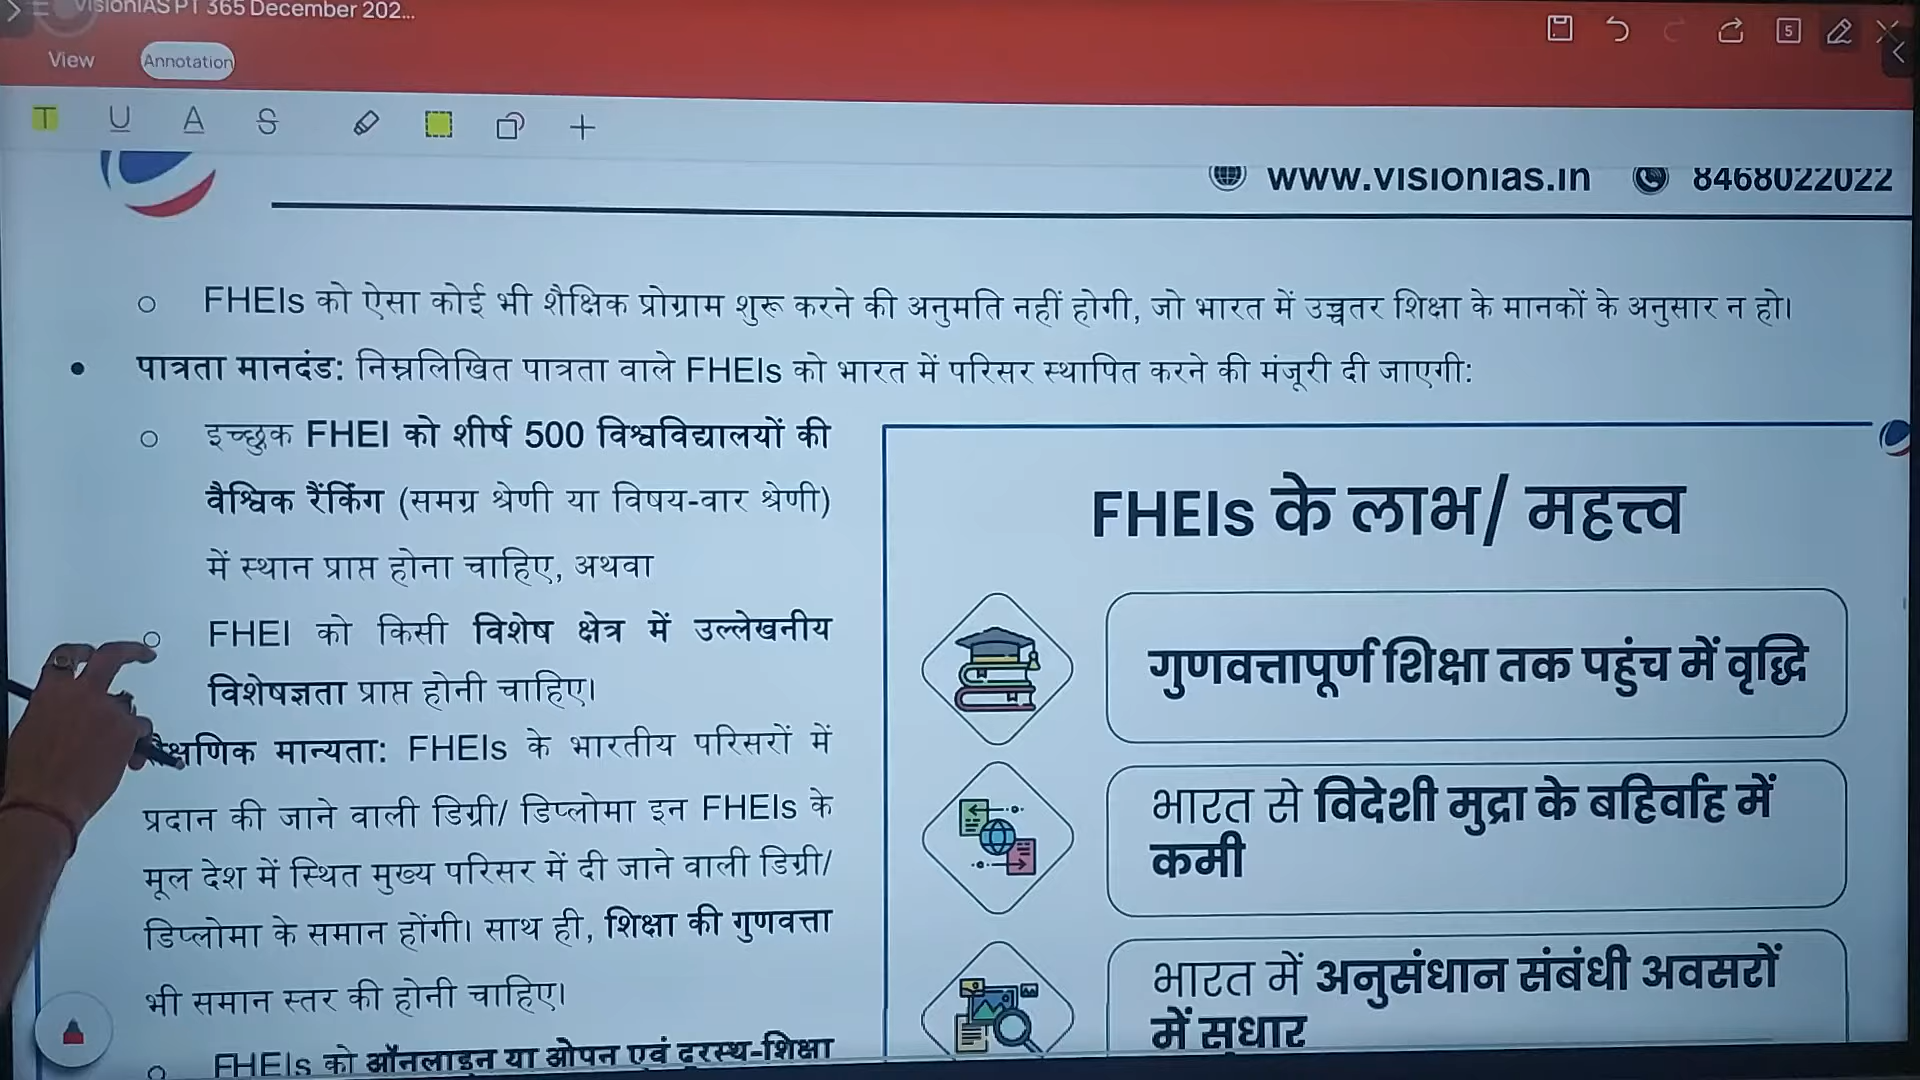 VisionIAS PT 365 December 202...
View
Annotation
T U A S
5
www.visionias.in 8468022022
FHEIs को ऐसा कोई भी शैक्षिक प्रोग्राम शुरू करने की अनुमति नहीं होगी, जो भारत में उच्चतर शिक्षा के मानकों के अनुसार न हो।
पात्रता मानदंड: निम्नलिखित पात्रता वाले FHEIs को भारत में परिसर स्थापित करने की मंजूरी दी जाएगी:
इच्छुक FHEI को शीर्ष 500 विश्वविद्यालयों की
वैश्विक रैंकिंग (समग्र श्रेणी या विषय-वार श्रेणी)
में स्थान प्राप्त होना चाहिए, अथवा
FHEI को किसी विशेष क्षेत्र में उल्लेखनीय
विशेषज्ञता प्राप्त होनी चाहिए।
मान्यता: FHEIs के भारतीय परिसरों में
प्रदान की जाने वाली डिग्री/ डिप्लोमा इन FHEIs के
मूल देश में स्थित मुख्य परिसर में दी जाने वाली डिग्री/
डिप्लोमा के समान होंगी। साथ ही, शिक्षा की गुणवत्ता
भी समान स्तर की होनी चाहिए।
FHEIs को ऑनलाइन या ओपन एवं दूरस्थ-शिक्षा
FHEIs के लाभ/ महत्त्व
गुणवत्तापूर्ण शिक्षा तक पहुंच में वृद्धि
भारत से विदेशी मुद्रा के बहिर्वाह में
कमी
भारत में अनुसंधान संबंधी अवसरों
में सुधार